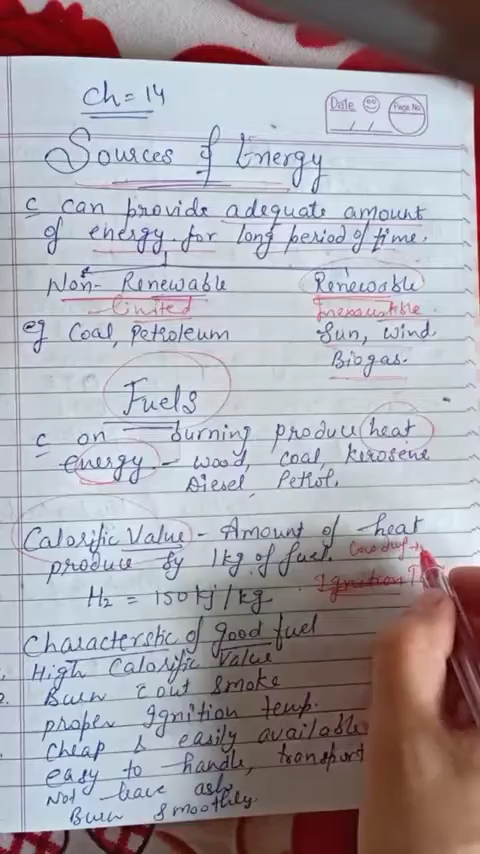 Ch = 14
Date
Page No.
Sources of Energy
c can provide adequate amount
of energy for long period of time.
Non-Renewable Renewable
limited Inexaustible
eg Coal, Petroleum Sun, Wind,
Biogas.
Fuels
c on burning produce heat
energy - wood, coal, kerosene
Diesel, Petrol.
Calorific Value - Amount of heat
produce by 1kg of fuel.
H2 = 150 kj/kg
Ignition
Characterstic of good fuel
High Calorific Value
2. Burn c out smoke
proper Ignition temp.
cheap & easily available
easy to handle, transport
Not leave ash
Burn smoothly.